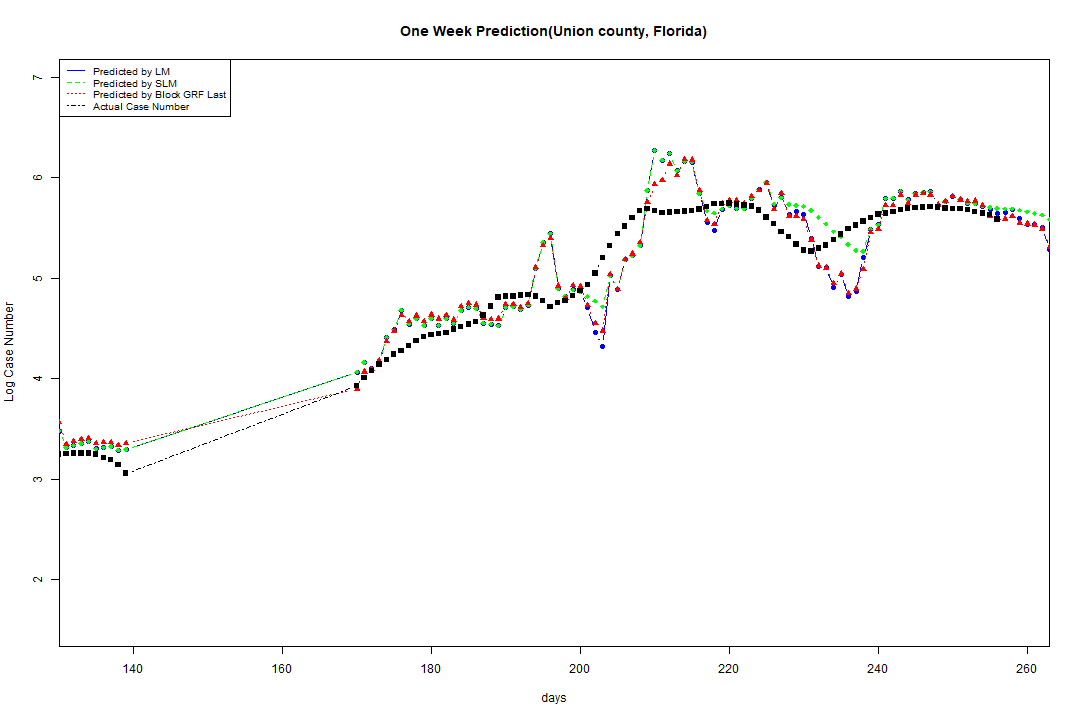 One Week Prediction(Union county, Florida)
Predicted by LM
Predicted by SLM
Predicted by Block GRF Last
Actual Case Number
7
6
5
4
3
2
Log Case Number
140 160 180 200 220 240 260
days